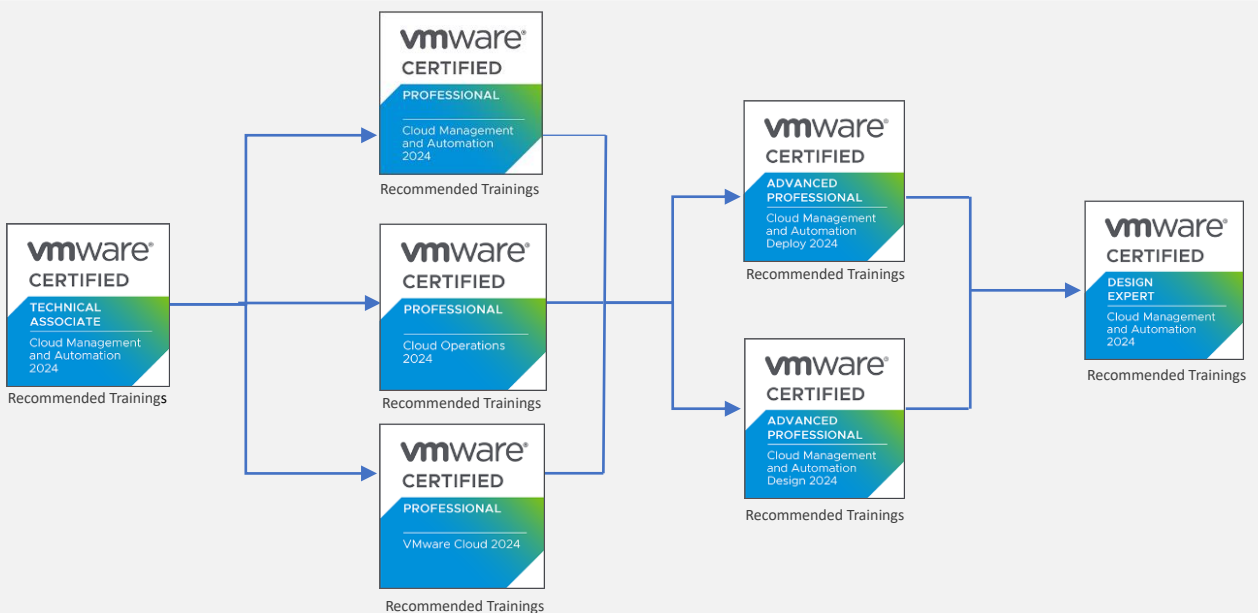 vmware®
CERTIFIED
TECHNICAL
ASSOCIATE
Cloud Management
and Automation
2024
Recommended Trainings
vmware®
CERTIFIED
PROFESSIONAL
Cloud Management
and Automation
2024
Recommended Trainings
vmware®
CERTIFIED
PROFESSIONAL
Cloud Operations
2024
Recommended Trainings
vmware®
CERTIFIED
PROFESSIONAL
VMware Cloud 2024
Recommended Trainings
vmware®
CERTIFIED
ADVANCED
PROFESSIONAL
Cloud Management
and Automation
Deploy 2024
Recommended Trainings
vmware®
CERTIFIED
ADVANCED
PROFESSIONAL
Cloud Management
and Automation
Design 2024
Recommended Trainings
vmware®
CERTIFIED
DESIGN
EXPERT
Cloud Management
and Automation
2024
Recommended Trainings